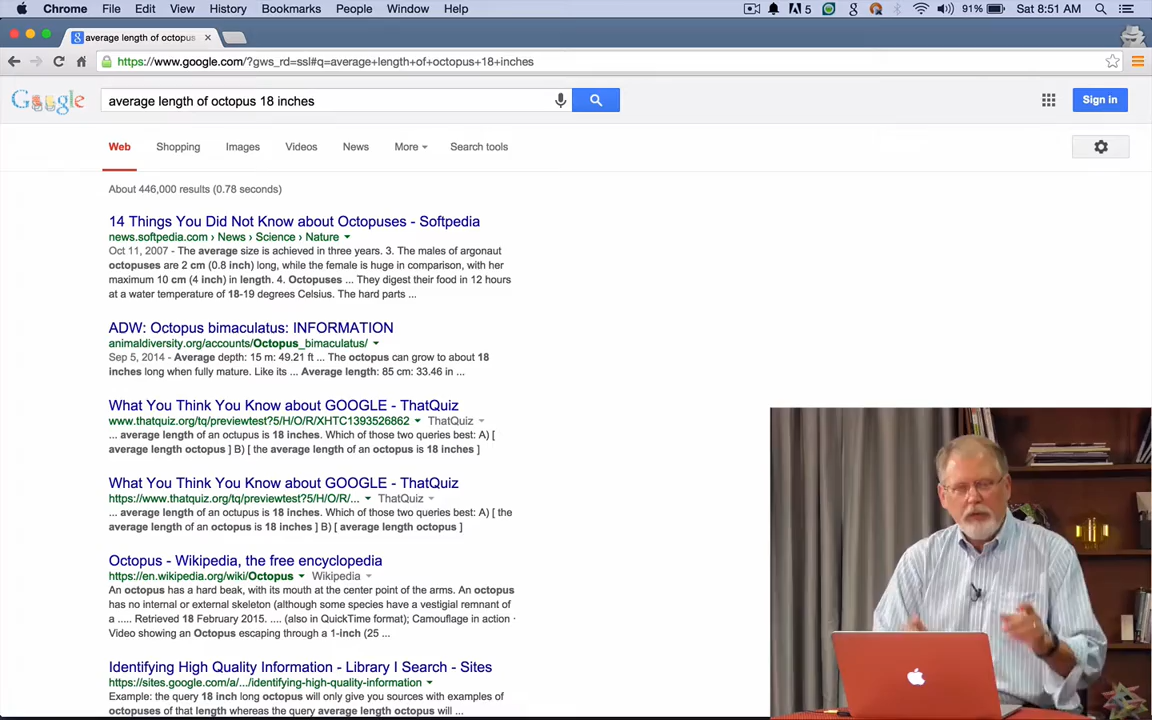 Chrome File Edit View History Bookmarks People Window Help 5 91% Sat 8:51 AM
average length of octopus
https://www.google.com/?gws_rd=ssl#q=average+length+of+octopus+18+inches
Google average length of octopus 18 inches Sign in
Web Shopping Images Videos News More Search tools
About 446,000 results (0.78 seconds)
14 Things You Did Not Know about Octopuses - Softpedia
news.softpedia.com › News › Science › Nature
Oct 11, 2007 - The average size is achieved in three years. 3. The males of argonaut
octopuses are 2 cm (0.8 inch) long, while the female is huge in comparison, with her
maximum 10 cm (4 inch) in length. 4. Octopuses ... They digest their food in 12 hours
at a water temperature of 18-19 degrees Celsius. The hard parts ...
ADW: Octopus bimaculatus: INFORMATION
animaldiversity.org/accounts/Octopus_bimaculatus/
Sep 5, 2014 - Average depth: 15 m: 49.21 ft ... The octopus can grow to about 18
inches long when fully mature. Like its ... Average length: 85 cm: 33.46 in ...
What You Think You Know about GOOGLE - ThatQuiz
www.thatquiz.org/tq/previewtest?5/H/O/R/XHTC1393526862 ThatQuiz
... average length of an octupus is 18 inches. Which of those two queries best: A) [
average length octopus ] B) [ the average length of an octopus is 18 inches ]
What You Think You Know about GOOGLE - ThatQuiz
https://www.thatquiz.org/tq/previewtest?5/H/O/R/... ThatQuiz
... average length of an octopus is 18 inches. Which of those two queries best: A) [ the
average length of an octopus is 18 inches ] B) [ average length octopus ]
Octopus - Wikipedia, the free encyclopedia
https://en.wikipedia.org/wiki/Octopus Wikipedia
An octopus has a hard beak, with its mouth at the center point of the arms. An octopus
has no internal or external skeleton (although some species have a vestigial remnant of
a ..... Retrieved 18 February 2015. .... (also in QuickTime format); Camouflage in action ·
Video showing an Octopus escaping through a 1-inch (25 ...
Identifying High Quality Information - Library I Search - Sites
https://sites.google.com/a/.../identifying-high-quality-information
Example: the query 18 inch long octopus will only give you sources with examples of
octopuses of that length whereas the query average length octopus will ...